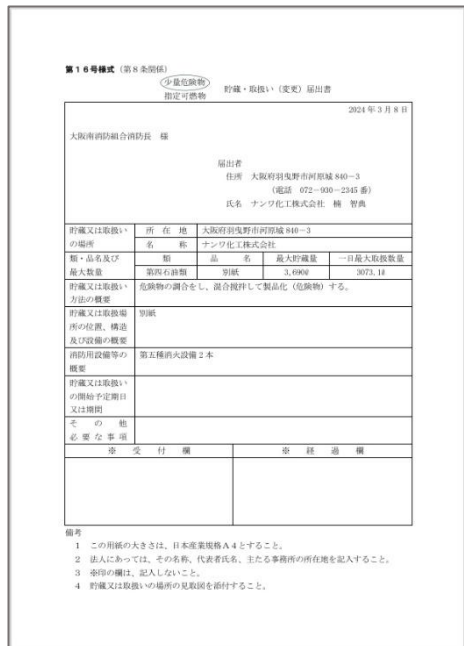 第16号様式（第8条関係）
少量危険物
指定可燃物
貯蔵・取扱い（変更）届出書
2024年3月8日
大阪南消防組合消防長 様
届出者
住所 大阪府羽曳野市河原城840－3
（電話 072－930－2345番）
氏名 ナンワ化工株式会社 楠 智典
貯蔵又は取扱いの場所 所在地 大阪府羽曳野市河原城840－3
名称 ナンワ化工株式会社
類・品名及び最大数量 類 品名 最大貯蔵量 一日最大取扱数量
第四石油類 別紙 3,690ℓ 3073.1ℓ
貯蔵又は取扱い方法の概要 危険物の調合をし、混合撹拌して製品化（危険物）する。
貯蔵又は取扱場所の位置、構造及び設備の概要 別紙
消防用設備等の概要 第五種消火設備2本
貯蔵又は取扱いの開始予定期日又は期間
その他必要な事項
※ 受付欄 ※ 経過欄
備考
1 この用紙の大きさは、日本産業規格A4とすること。
2 法人にあっては、その名称、代表者氏名、主たる事務所の所在地を記入すること。
3 ※印の欄は、記入しないこと。
4 貯蔵又は取扱いの場所の見取図を添付すること。